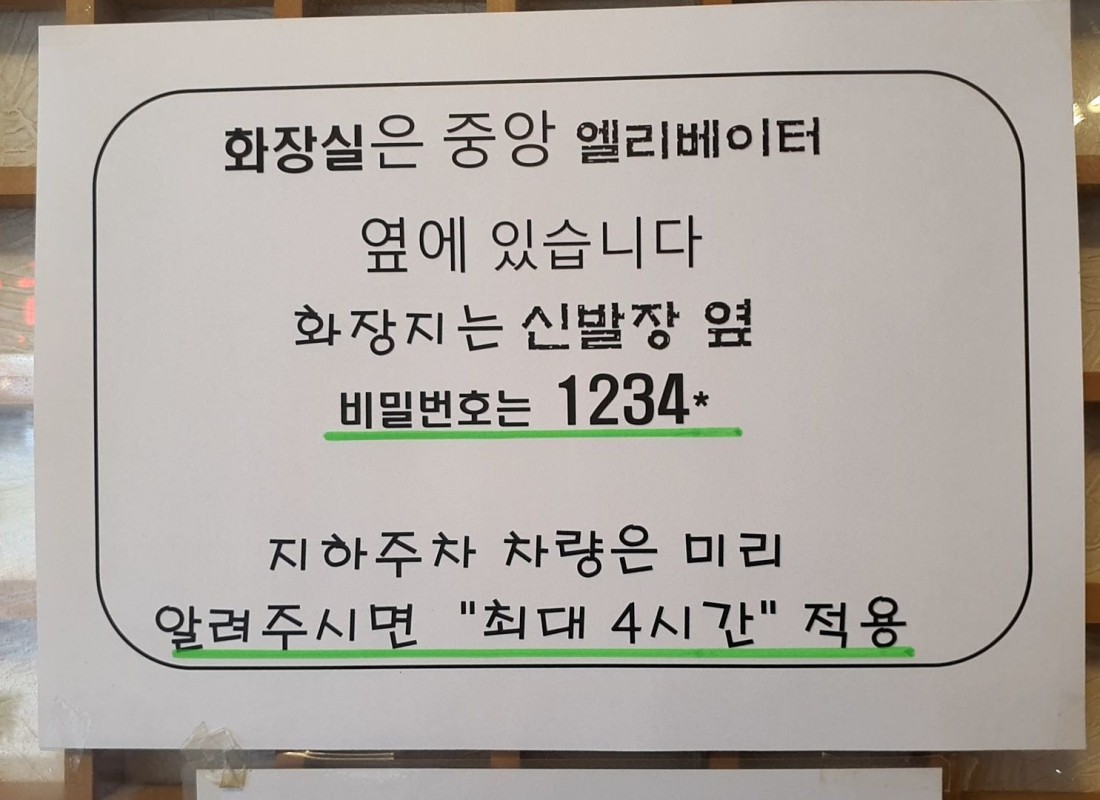 화장실은 중앙 엘리베이터
옆에 있습니다
화장지는 신발장 옆
비밀번호는 1234*
지하주차 차량은 미리
알려주시면 "최대 4시간" 적용